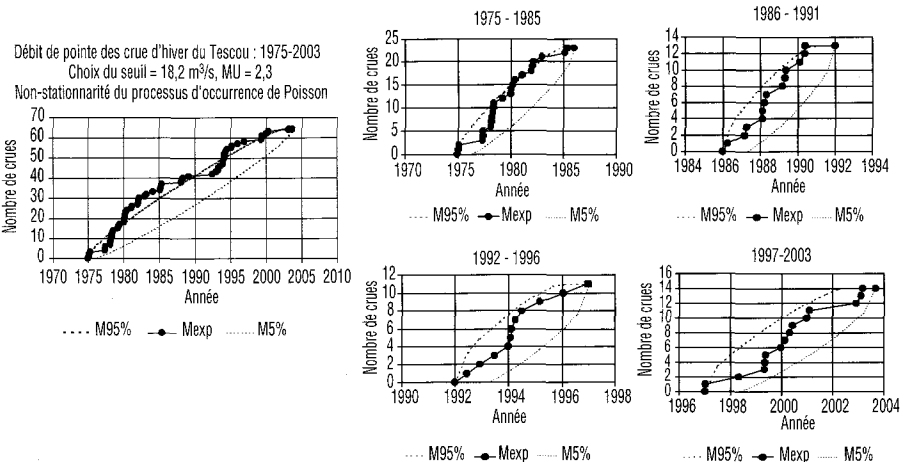 Débit de pointe des crue d'hiver du Tescou : 1975-2003
Choix du seuil = 18,2 m³/s, MU = 2,3
Non-stationnarité du processus d'occurrence de Poisson
Nombre de crues
70
60
50
40
30
20
10
0
1970 1975 1980 1985 1990 1995 2000 2005 2010
Année
M95% Mexp M5%
1975 - 1985
Nombre de crues
25
20
15
10
5
0
1970 1975 1980 1985 1990
Année
M95% Mexp M5%
1986 - 1991
Nombre de crues
14
12
10
8
6
4
2
0
1984 1986 1988 1990 1992 1994
Année
M95% Mexp M5%
1992 - 1996
Nombre de crues
12
10
8
6
4
2
0
1990 1992 1994 1996 1998
Année
M95% Mexp M5%
1997-2003
Nombre de crues
16
14
12
10
8
6
4
2
0
1996 1998 2000 2002 2004
Année
M95% Mexp M5%